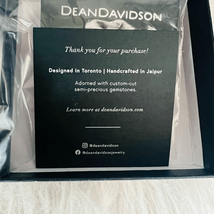 DEANDAVIDSON
Thank you for your purchase!
Designed in Toronto | Handcrafted in Jaipur
Adorned with custom-cut
semi-precious gemstones.
Learn more at deandavidson.com
@deandavidson
@deandavidsonjewelry